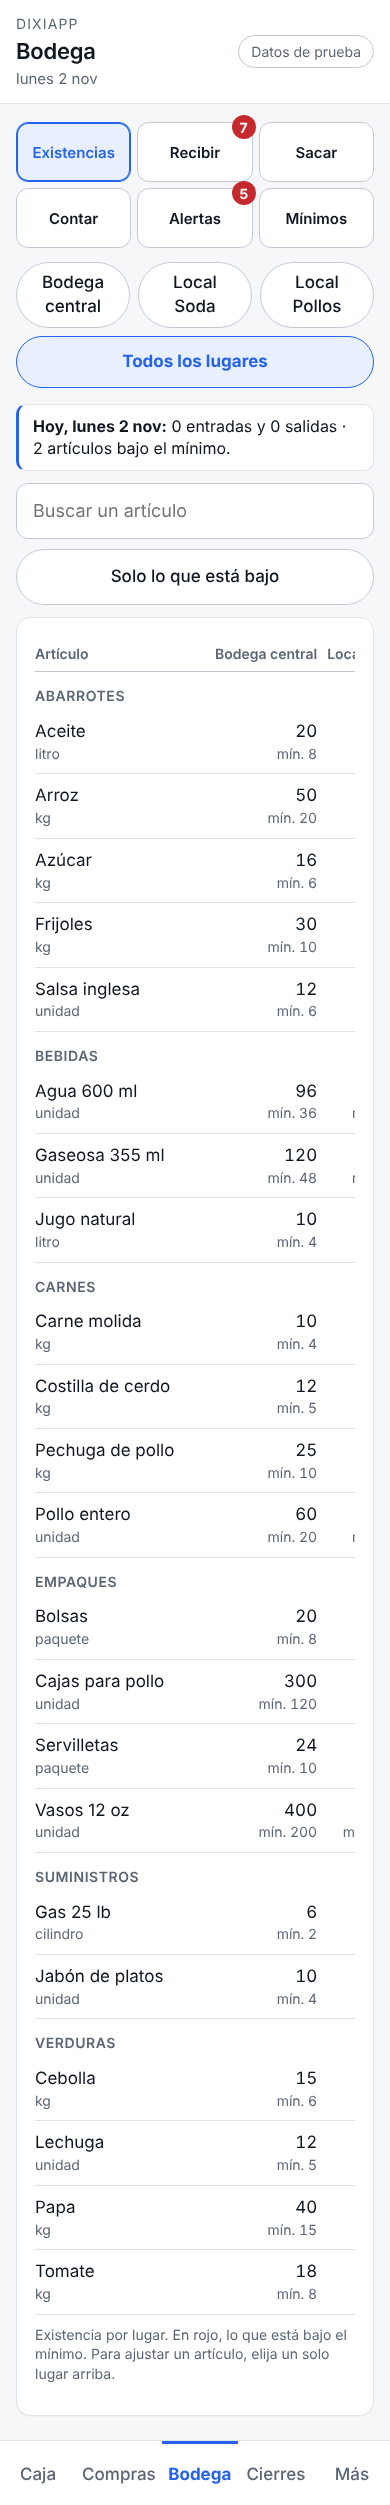 DIXIAPP
Bodega
Datos de prueba
lunes 2 nov
Existencias
Recibir
7
Sacar
Contar
Alertas
5
Mínimos
Bodega
central
Local
Soda
Local
Pollos
Todos los lugares
Hoy, lunes 2 nov: 0 entradas y 0 salidas ·
2 artículos bajo el mínimo.
Buscar un artículo
Solo lo que está bajo
Artículo Bodega central
ABARROTES
Aceite 20
litro mín. 8
Arroz 50
kg mín. 20
Azúcar 16
kg mín. 6
Frijoles 30
kg mín. 10
Salsa inglesa 12
unidad mín. 6
BEBIDAS
Agua 600 ml 96
unidad mín. 36
Gaseosa 355 ml 120
unidad mín. 48
Jugo natural 10
litro mín. 4
CARNES
Carne molida 10
kg mín. 4
Costilla de cerdo 12
kg mín. 5
Pechuga de pollo 25
kg mín. 10
Pollo entero 60
unidad mín. 20
EMPAQUES
Bolsas 20
paquete mín. 8
Cajas para pollo 300
unidad mín. 120
Servilletas 24
paquete mín. 10
Vasos 12 oz 400
unidad mín. 200
SUMINISTROS
Gas 25 lb 6
cilindro mín. 2
Jabón de platos 10
unidad mín. 4
VERDURAS
Cebolla 15
kg mín. 6
Lechuga 12
unidad mín. 5
Papa 40
kg mín. 15
Tomate 18
kg mín. 8
Existencia por lugar. En rojo, lo que está bajo el
mínimo. Para ajustar un artículo, elija un solo
lugar arriba.
Caja Compras Bodega Cierres Más